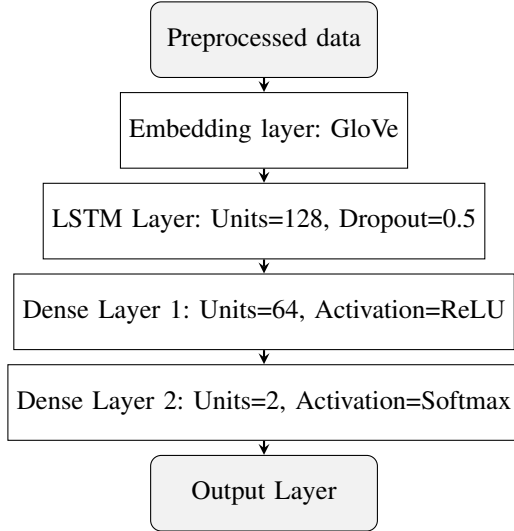 Preprocessed data
Embedding layer: GloVe
LSTM Layer: Units=128, Dropout=0.5
Dense Layer 1: Units=64, Activation=ReLU
Dense Layer 2: Units=2, Activation=Softmax
Output Layer